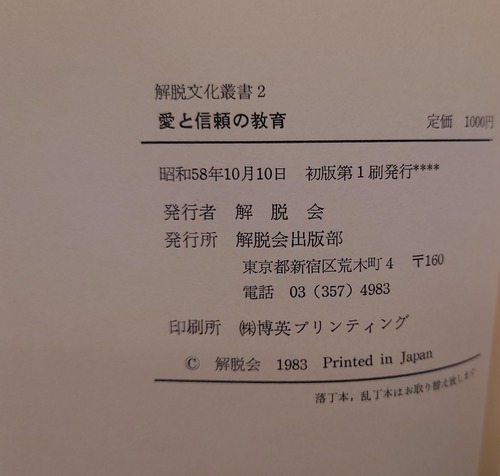 解脱文化叢書2
愛と信頼の教育
定価 1000円
昭和58年10月10日 初版第1刷発行****
発行者 解脱会
発行所 解脱会出版部
東京都新宿区荒木町4 〒160
電話 03(357)4983
印刷所 ㈱博英プリンティング
© 解脱会 1983 Printed in Japan
落丁本,乱丁本はお取り替え致します